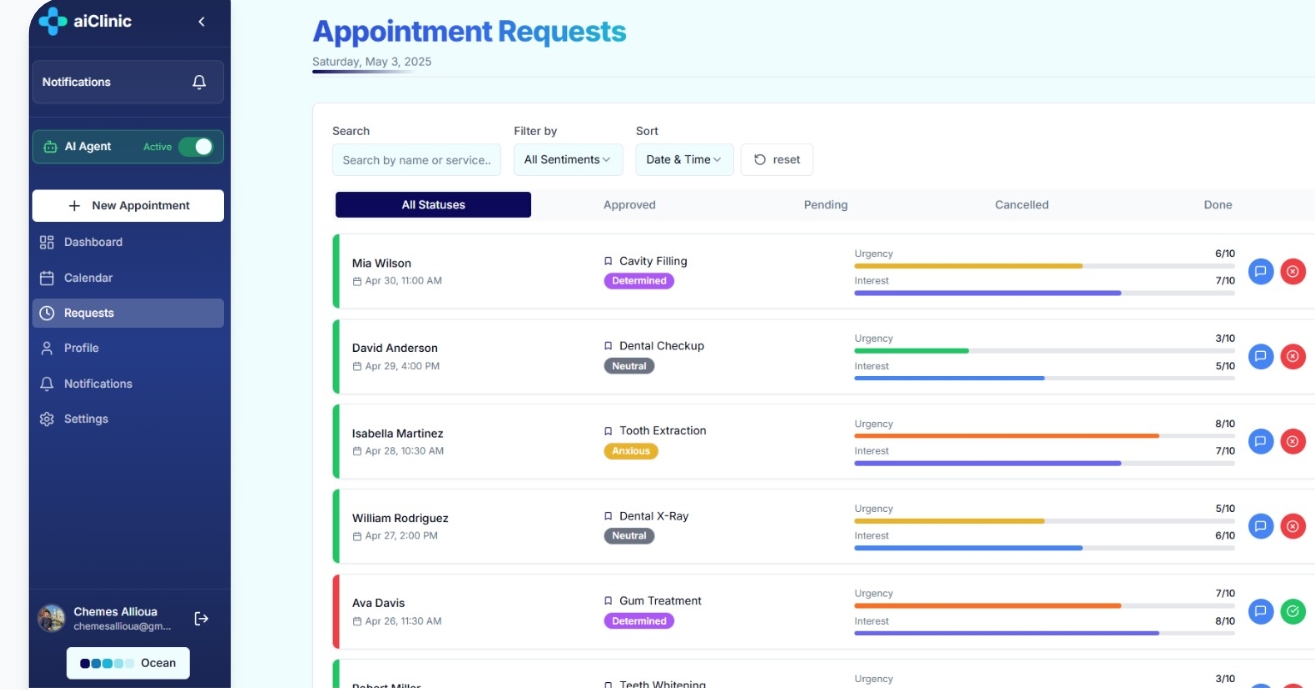 aiClinic
Notifications
AI Agent Active
New Appointment
Dashboard
Calendar
Requests
Profile
Notifications
Settings
Chemes Allioua
chemesallioua@gm...
Ocean
Appointment Requests
Saturday, May 3, 2025
Search Filter by Sort
Search by name or service.. All Sentiments Date & Time reset
All Statuses Approved Pending Cancelled Done
Mia Wilson
Apr 30, 11:00 AM
Cavity Filling
Determined
Urgency 6/10
Interest 7/10
David Anderson
Apr 29, 4:00 PM
Dental Checkup
Neutral
Urgency 3/10
Interest 5/10
Isabella Martinez
Apr 28, 10:30 AM
Tooth Extraction
Anxious
Urgency 8/10
Interest 7/10
William Rodriguez
Apr 27, 2:00 PM
Dental X-Ray
Neutral
Urgency 5/10
Interest 6/10
Ava Davis
Apr 26, 11:30 AM
Gum Treatment
Determined
Urgency 7/10
Interest 8/10
Robert Miller
Teeth Whitening
Urgency 3/10